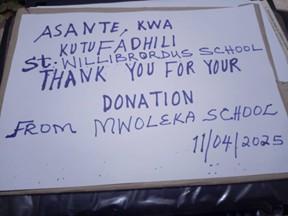 ASANTE, KWA
KUTUFADHILI
St. WILLIBRORDUS SCHOOL
THANK YOU FOR YOUR
DONATION
FROM MWOLEKA SCHOOL
11/04/2025